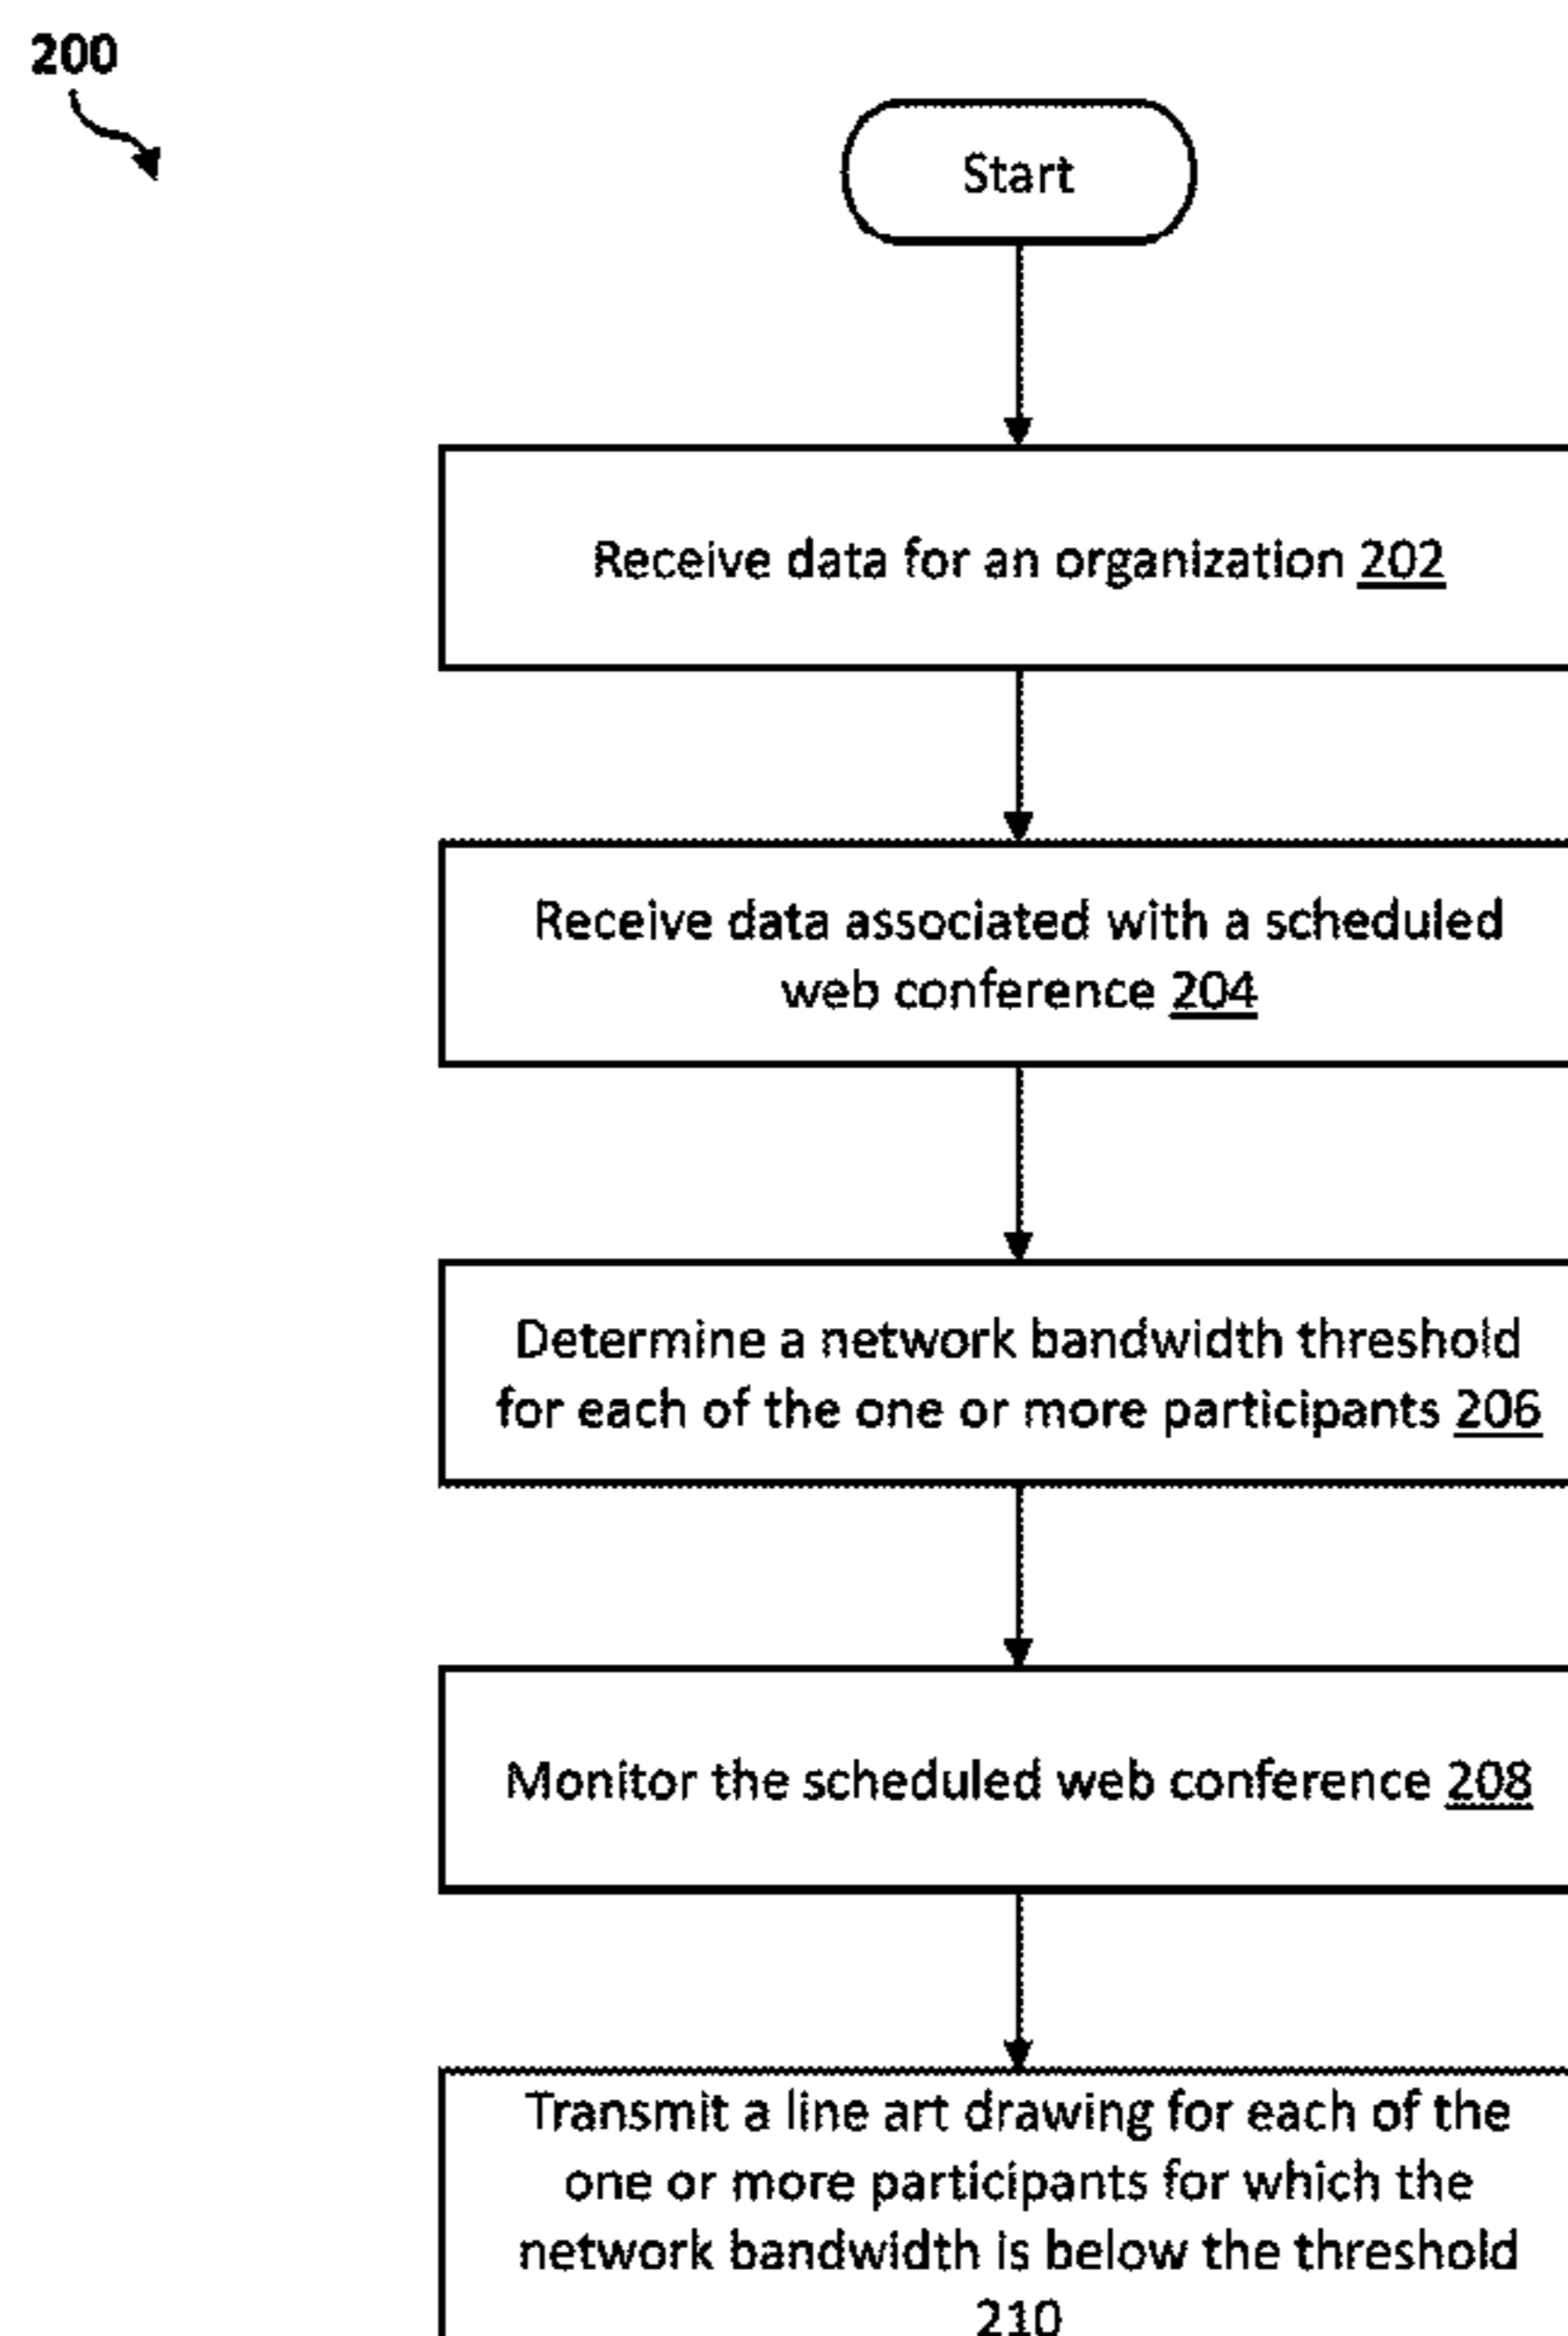 200
Start
Receive data for an organization 202
Receive data associated with a scheduled
web conference 204
Determine a network bandwidth threshold
for each of the one or more participants 206
Monitor the scheduled web conference 208
Transmit a line art drawing for each of the
one or more participants for which the
network bandwidth is below the threshold
210